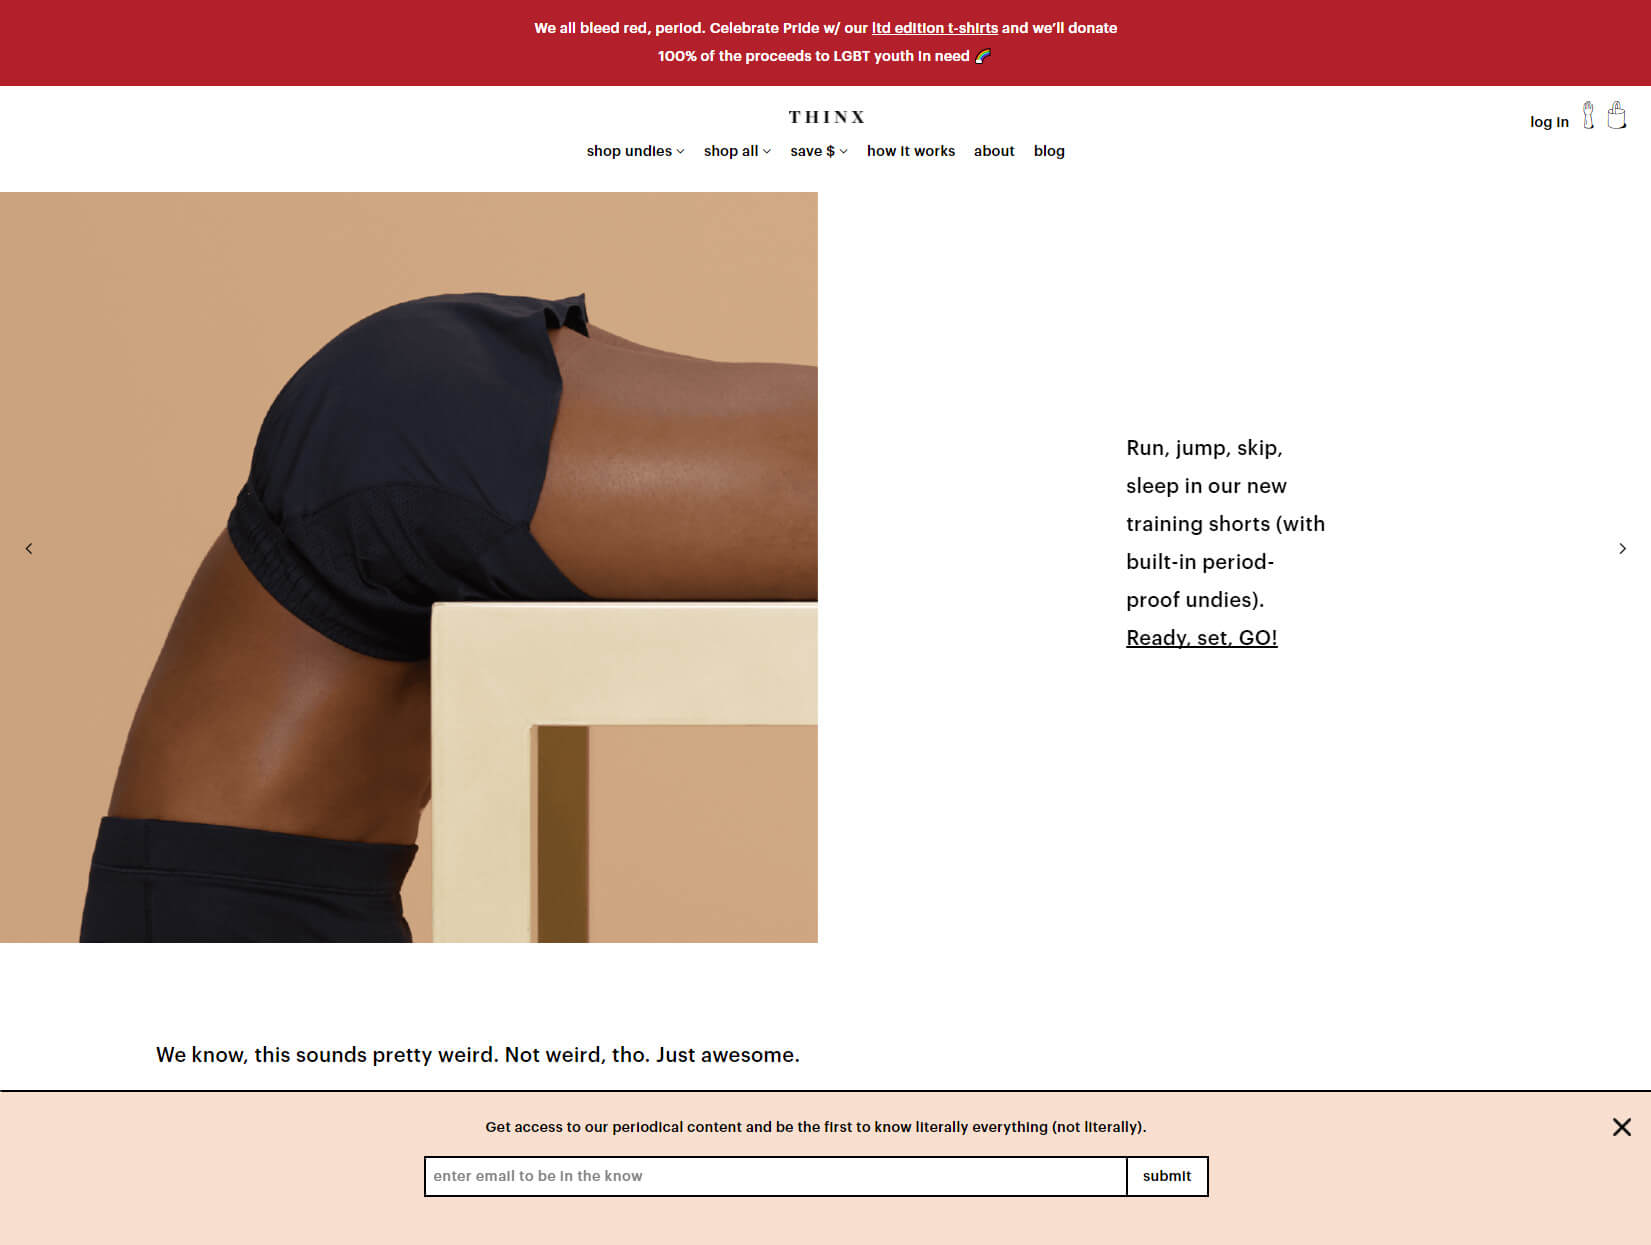 We all bleed red, period. Celebrate Pride w/ our ltd edition t-shirts and we'll donate
100% of the proceeds to LGBT youth in need 🌈
THINX
log in
shop undies
shop all
save $
how it works
about
blog
Run, jump, skip,
sleep in our new
training shorts (with
built-in period-
proof undies).
Ready, set, GO!
We know, this sounds pretty weird. Not weird, tho. Just awesome.
Get access to our periodical content and be the first to know literally everything (not literally).
enter email to be in the know
submit